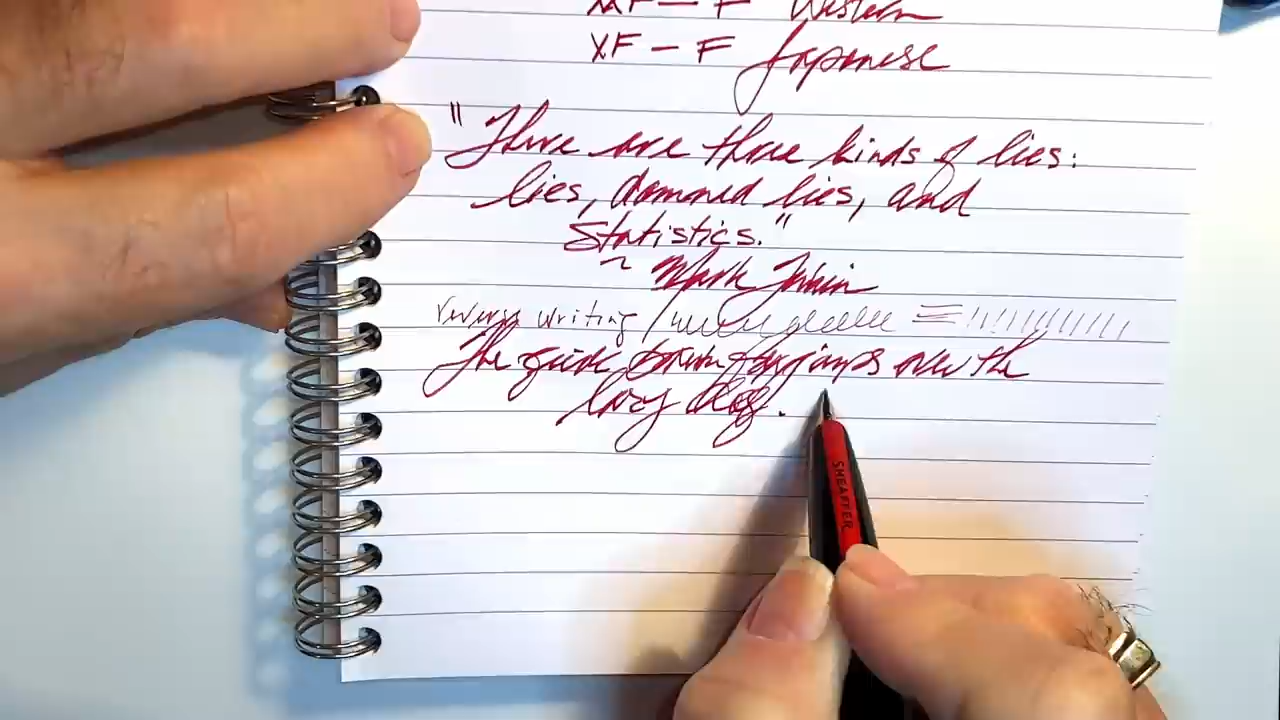 XF – F Western
XF – F Japanese
"There are three kinds of lies:
lies, damned lies, and
Statistics."
~ Mark Twain
reverse writing /
The quick brown fox jumps over the
lazy dog.
SHEAFFER